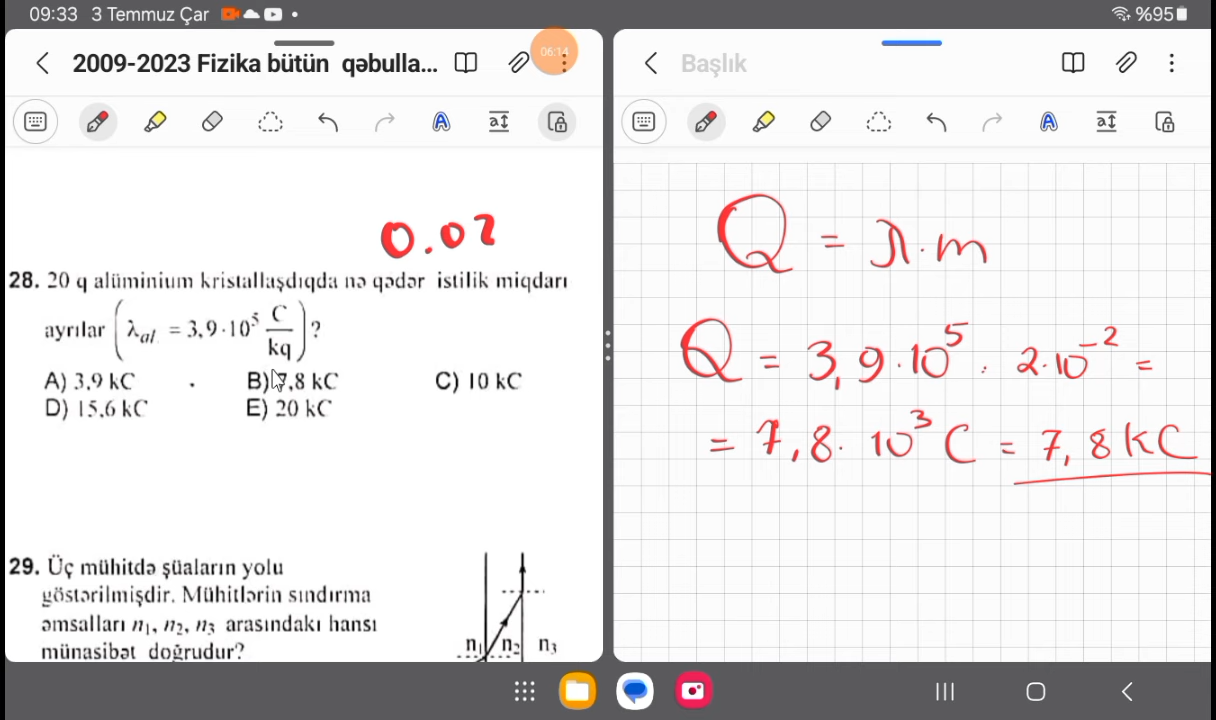 09:33 3 Temmuz Çar
%95
2009-2023 Fizika bütün qəbulla...
06:14
Başlık
0.02
28. 20 q alüminium kristallaşdıqda nə qədər istilik miqdarı
ayrılar (λal. = 3,9·10⁵ C/kq)?
A) 3,9 kC B) 7,8 kC C) 10 kC
D) 15,6 kC E) 20 kC
29. Üç mühitdə şüaların yolu
göstərilmişdir. Mühitlərin sındırma
əmsalları n₁, n₂, n₃ arasındakı hansı
münasibət doğrudur?
n₁ n₂ n₃
Q = λ·m
Q = 3,9·10⁵ · 2·10⁻² =
= 7,8·10³ C = 7,8 kC